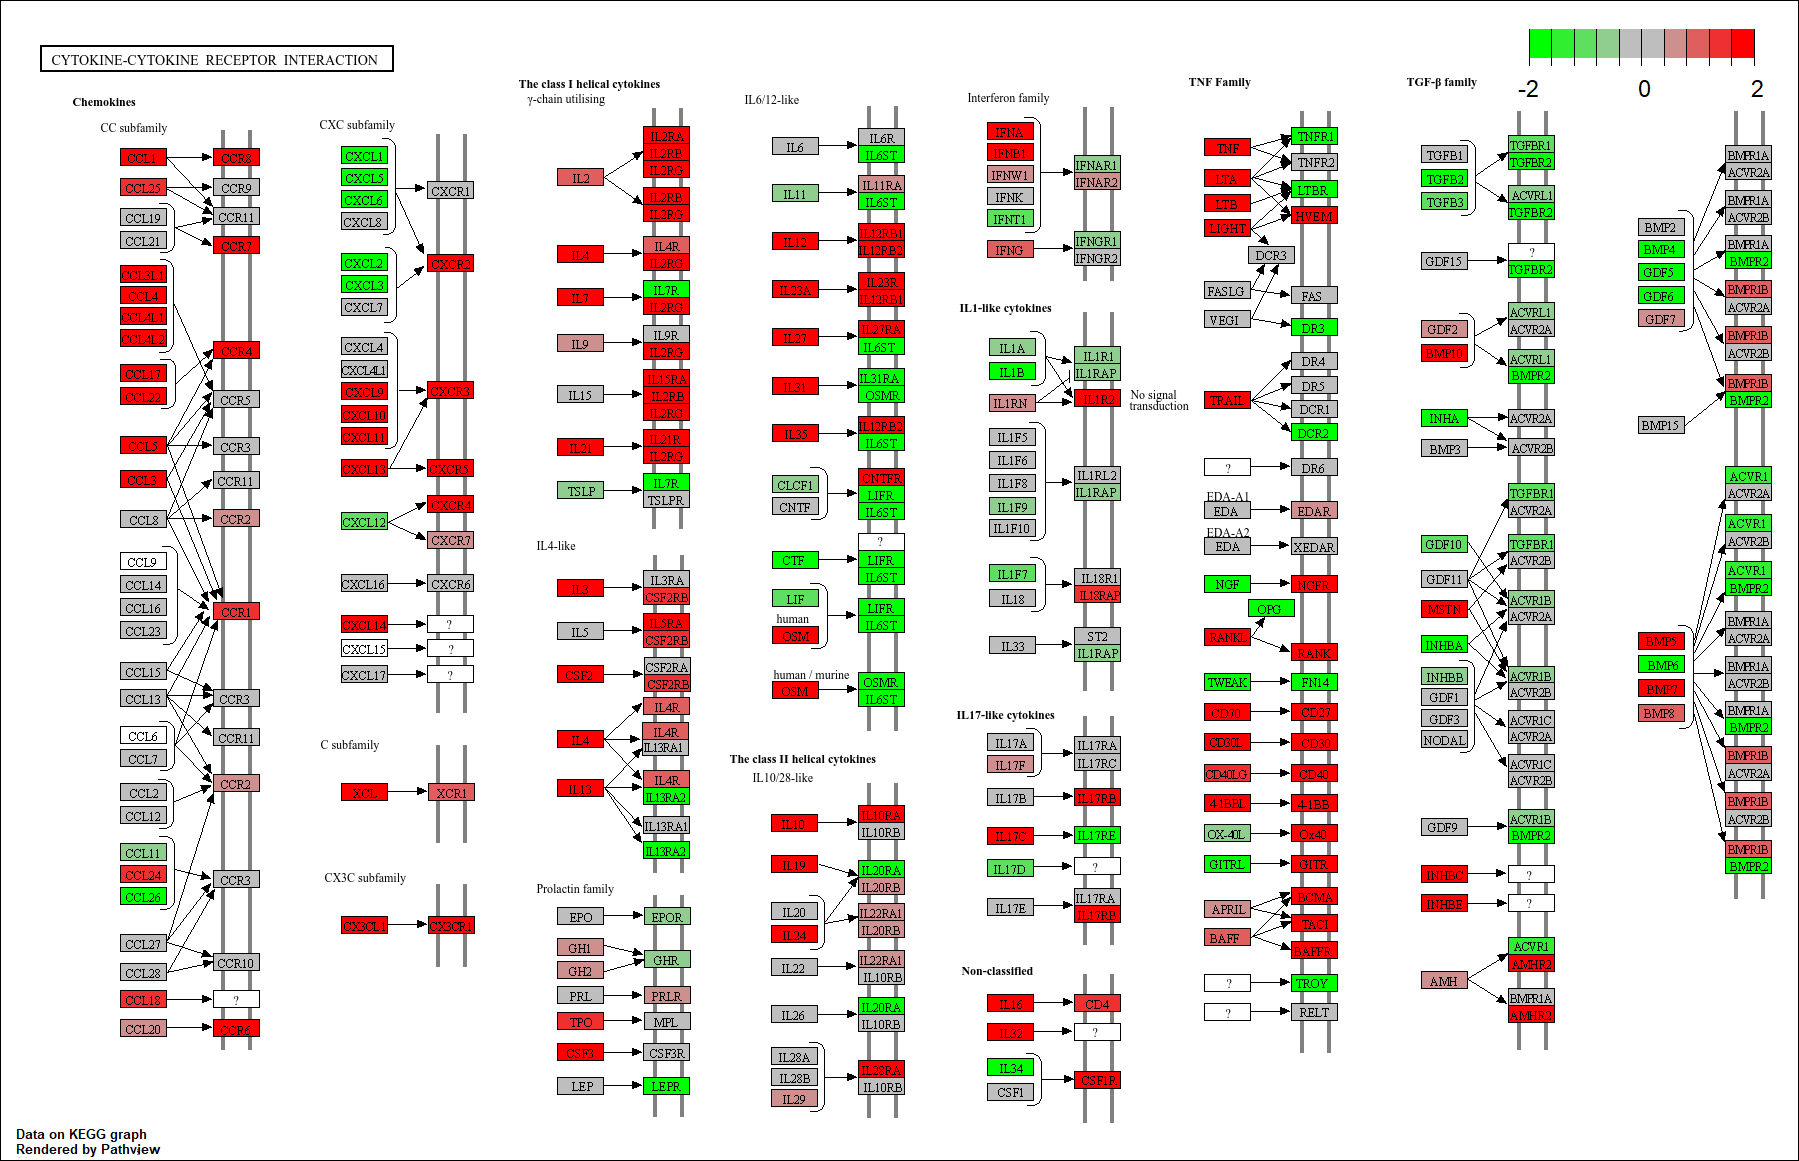 CYTOKINE-CYTOKINE RECEPTOR INTERACTION
-2
0
2
Chemokines
CC subfamily
CCL1
CCR8
CCL25
CCR9
CCL19
CCR11
CCL21
CCR7
CCL3L1
CCL4
CCL4L1
CCL4L2
CCR4
CCL17
CCL22
CCR5
CCL5
CCR3
CCL3
CCR11
CCL8
CCR2
CCL9
CCL14
CCL16
CCL23
CCR1
CCL15
CCL13
CCR3
CCL6
CCR11
CCL7
CCR2
CCL2
CCL12
CCL11
CCL24
CCL26
CCR3
CCL27
CCR10
CCL28
CCL18
?
CCL20
CCR6
CXC subfamily
CXCL1
CXCL5
CXCL6
CXCL8
CXCR1
CXCL2
CXCR2
CXCL3
CXCL7
CXCL4
CXCL4L1
CXCL9
CXCR3
CXCL10
CXCL11
CXCL13
CXCR5
CXCR4
CXCL12
CXCR7
CXCL16
CXCR6
CXCL14
?
CXCL15
?
CXCL17
?
C subfamily
XCL
XCR1
CX3C subfamily
CX3CL1
CX3CR1
The class I helical cytokines
γ-chain utilising
IL2RA
IL2RB
IL2RG
IL2
IL2RB
IL2RG
IL4
IL4R
IL2RG
IL7
IL7R
IL2RG
IL9
IL9R
IL2RG
IL15
IL15RA
IL2RB
IL2RG
IL21
IL21R
IL2RG
TSLP
IL7R
TSLPR
IL4-like
IL3
IL3RA
CSF2RB
IL5
IL5RA
CSF2RB
CSF2
CSF2RA
CSF2RB
IL4R
IL4
IL4R
IL13RA1
IL13
IL4R
IL13RA2
IL13RA1
IL13RA2
Prolactin family
EPO
EPOR
GH1
GH2
GHR
PRL
PRLR
TPO
MPL
CSF3
CSF3R
LEP
LEPR
IL6/12-like
IL6
IL6R
IL6ST
IL11
IL11RA
IL6ST
IL12
IL12RB1
IL12RB2
IL23A
IL23R
IL12RB1
IL27
IL27RA
IL6ST
IL31
IL31RA
OSMR
IL35
IL12RB2
IL6ST
CLCF1
CNTF
CNTFR
LIFR
IL6ST
CTF
?
LIFR
IL6ST
LIF
human
OSM
LIFR
IL6ST
human / murine
OSM
OSMR
IL6ST
The class II helical cytokines
IL10/28-like
IL10
IL10RA
IL10RB
IL19
IL20RA
IL20RB
IL20
IL24
IL22RA1
IL20RB
IL22
IL22RA1
IL10RB
IL26
IL20RA
IL10RB
IL28A
IL28B
IL29
IL28RA
IL10RB
Interferon family
IFNA
IFNB1
IFNW1
IFNK
IFNT1
IFNAR1
IFNAR2
IFNG
IFNGR1
IFNGR2
IL1-like cytokines
IL1A
IL1B
IL1R1
IL1RAP
IL1RN
IL1R2
No signal
transduction
IL1F5
IL1F6
IL1F8
IL1F9
IL1F10
IL1RL2
IL1RAP
IL1F7
IL18
IL18R1
IL18RAP
IL33
ST2
IL1RAP
IL17-like cytokines
IL17A
IL17F
IL17RA
IL17RC
IL17B
IL17RB
IL17C
IL17RE
IL17D
?
IL17E
IL17RA
IL17RB
Non-classified
IL16
CD4
IL32
?
IL34
CSF1
CSF1R
TNF Family
TNF
TNFR1
TNFR2
LTA
LTBR
LTB
HVEM
LIGHT
DCR3
FASLG
FAS
VEGI
DR3
DR4
DR5
TRAIL
DCR1
DCR2
?
DR6
EDA-A1
EDA
EDAR
EDA-A2
EDA
XEDAR
NGF
NGFR
OPG
RANKL
RANK
TWEAK
FN14
CD70
CD27
CD30L
CD30
CD40LG
CD40
4-1BBL
4-1BB
OX-40L
Ox40
GITRL
GITR
APRIL
BCMA
TACI
BAFF
BAFFR
?
TROY
?
RELT
TGF-β family
TGFB1
TGFB2
TGFB3
TGFBR1
TGFBR2
ACVRL1
TGFBR2
GDF15
?
TGFBR2
GDF2
BMP10
ACVRL1
ACVR2A
ACVRL1
BMPR2
INHA
ACVR2A
BMP3
ACVR2B
TGFBR1
ACVR2A
GDF10
TGFBR1
ACVR2B
GDF11
MSTN
ACVR1B
ACVR2A
INHBA
INHBB
ACVR1B
ACVR2B
GDF1
GDF3
ACVR1C
ACVR2A
NODAL
ACVR1C
ACVR2B
GDF9
ACVR1B
BMPR2
INHBC
?
INHBE
?
AMH
ACVR1
AMHR2
BMPR1A
AMHR2
BMP2
BMP4
GDF5
GDF6
GDF7
BMPR1A
ACVR2A
BMPR1A
ACVR2B
BMPR1A
BMPR2
BMPR1B
ACVR2A
BMPR1B
ACVR2B
BMPR1B
BMPR2
BMP15
ACVR1
ACVR2A
ACVR1
ACVR2B
ACVR1
BMPR2
BMP5
BMP6
BMP7
BMP8
BMPR1A
ACVR2A
BMPR1A
ACVR2B
BMPR1A
BMPR2
BMPR1B
ACVR2A
BMPR1B
ACVR2B
BMPR1B
BMPR2
Data on KEGG graph
Rendered by Pathview